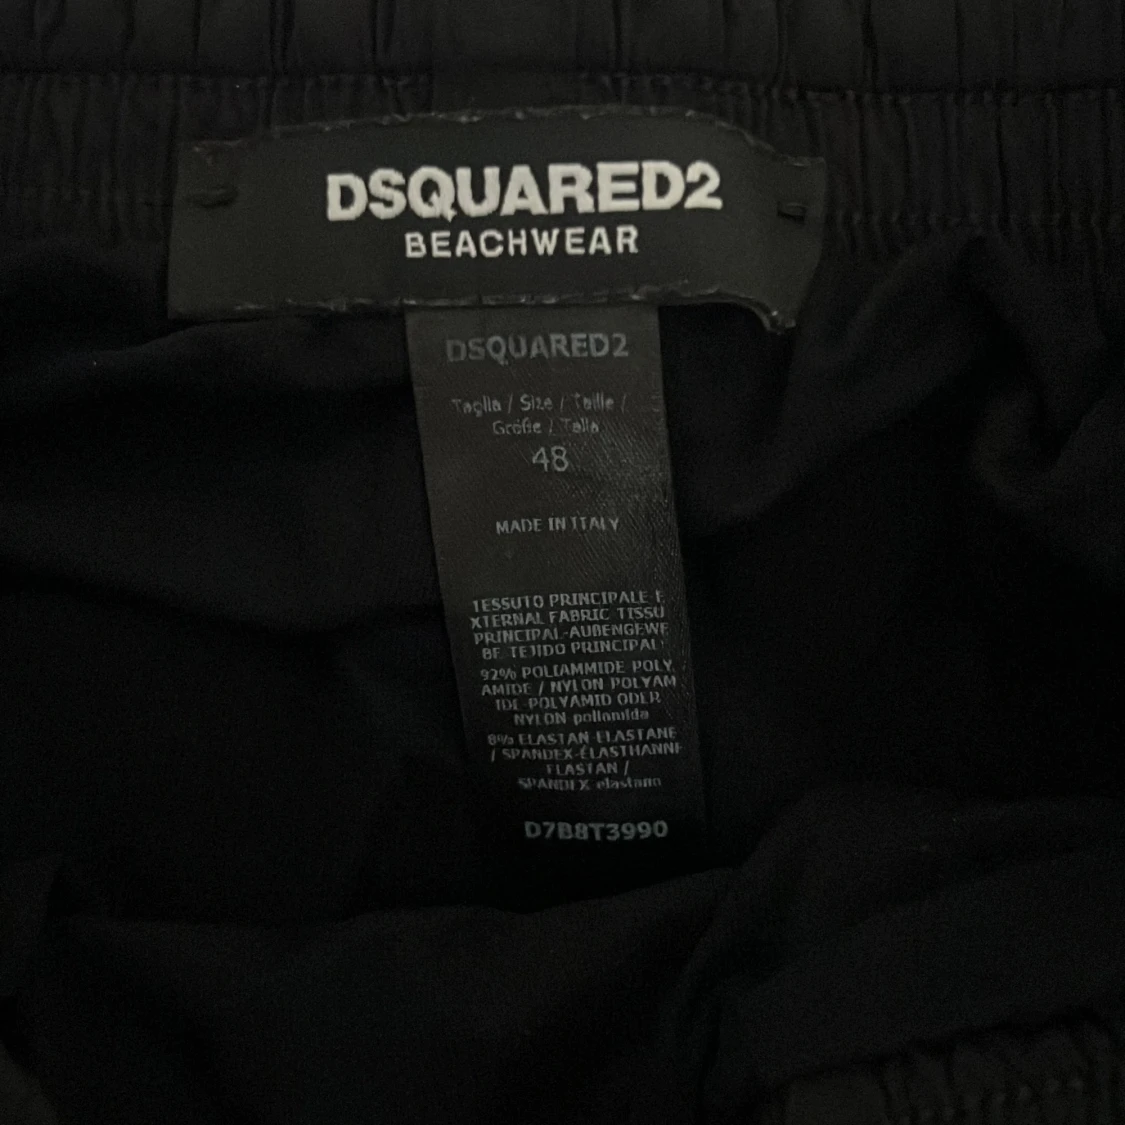 DSQUARED2
BEACHWEAR
DSQUARED2
Taglia / Size / Taille /
Größe / Talla
48
MADE IN ITALY
TESSUTO PRINCIPALE E
XTERNAL FABRIC TISSU
PRINCIPAL-AUßENGEWE
BE TEJIDO PRINCIPAL
92% POLIAMMIDE POLY
AMIDE / NYLON POLYAM
IDE-POLYAMID ODER
NYLON poliamida
8% ELASTAN ELASTANE
/ SPANDEX-ÉLASTHANNE
ELASTAN /
SPANDEX elastano
D7B8T3990